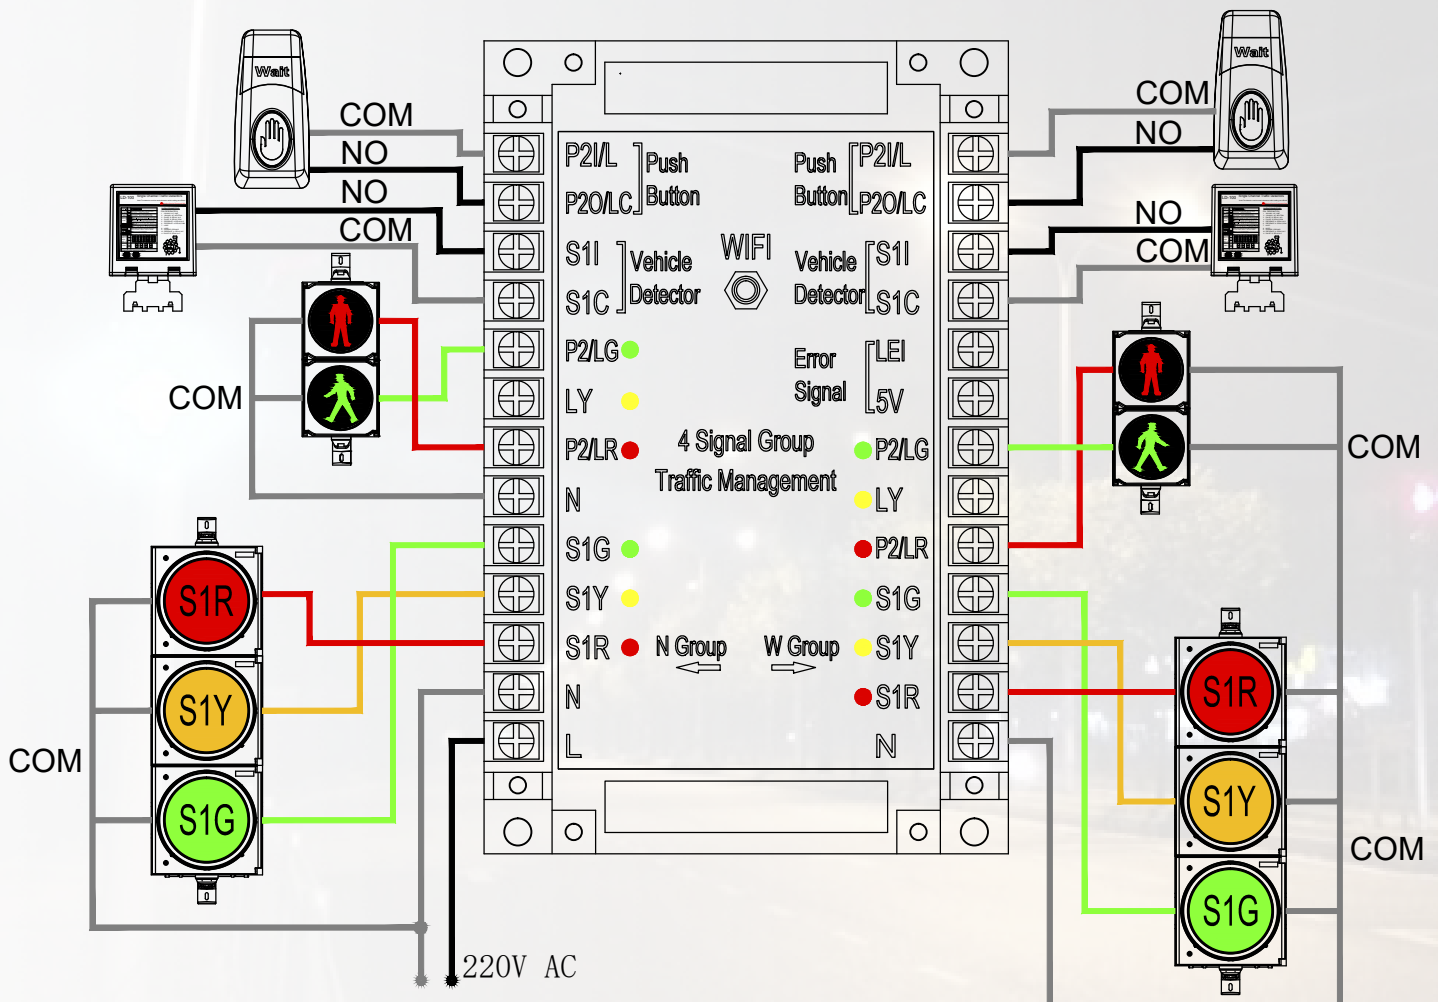 Wait
COM
NO
NO
COM
COM
S1R
S1Y
S1G
COM
220V AC
P2I/L
P2O/LC
Push
Button
S1I
S1C
Vehicle
Detector
P2/LG
LY
P2/LR
N
S1G
S1Y
S1R
N
L
WIFI
4 Signal Group
Traffic Management
N Group
W Group
Push
Button
P2I/L
P2O/LC
Vehicle
Detector
S1I
S1C
Error
Signal
LEI
5V
P2/LG
LY
P2/LR
S1G
S1Y
S1R
N
Wait
COM
NO
NO
COM
COM
S1R
S1Y
S1G
COM